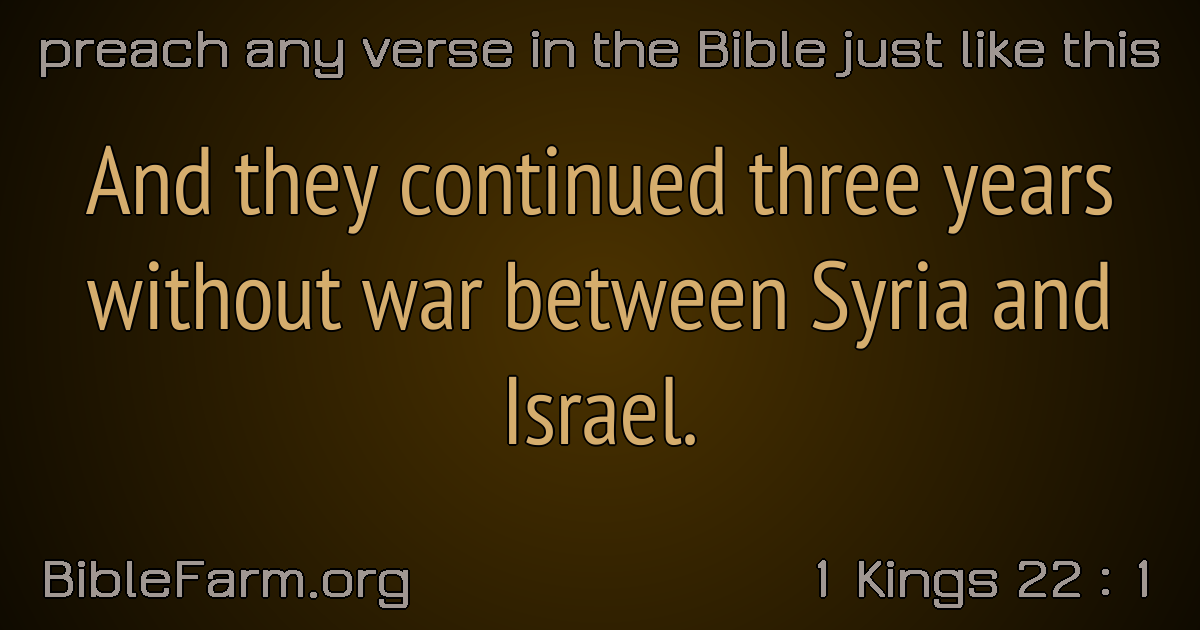 preach any verse in the Bible just like this
And they continued three years
without war between Syria and
Israel.
BibleFarm.org
1 Kings 22 : 1